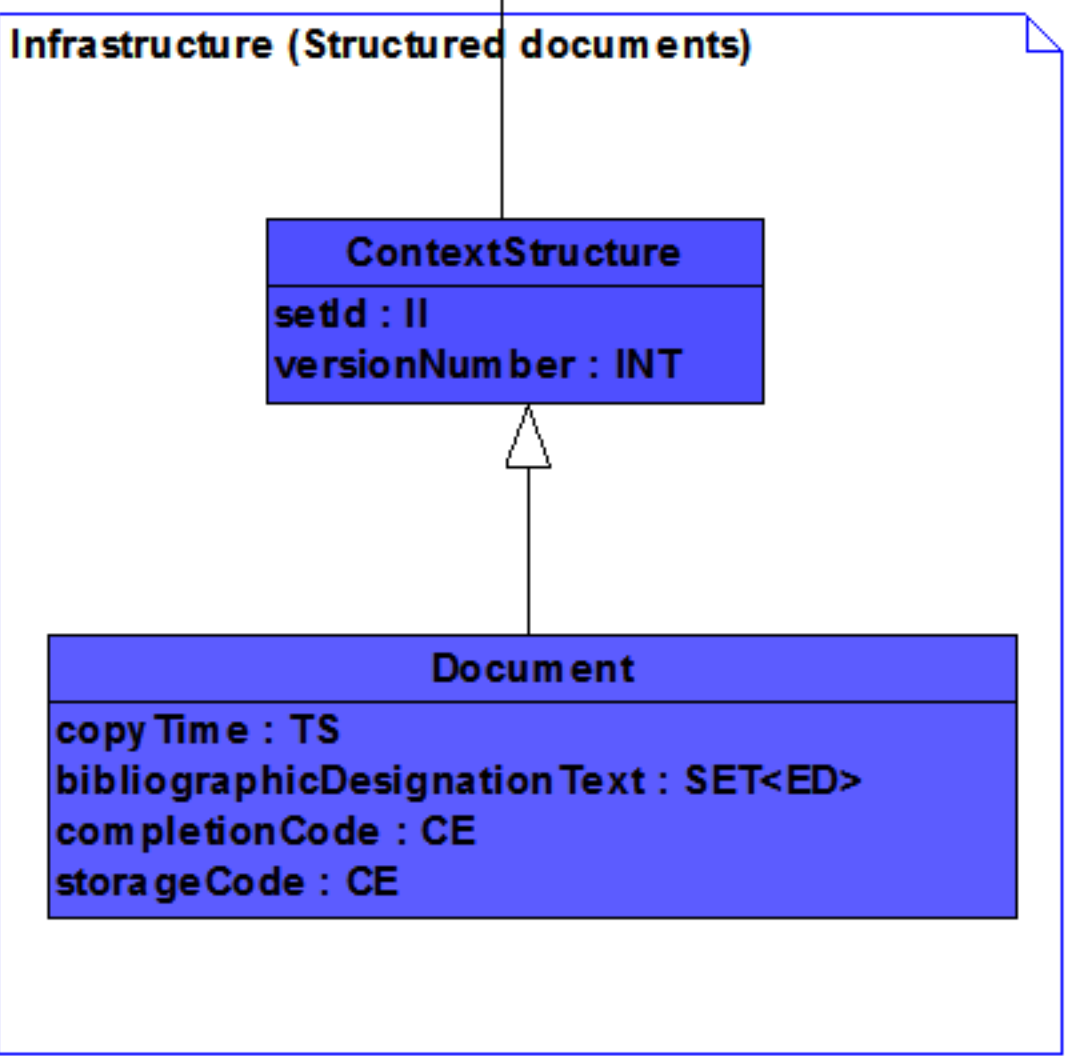 Infrastructure (Structured documents)
ContextStructure
setId : II
versionNumber : INT
Document
copyTime : TS
bibliographicDesignationText : SET<ED>
completionCode : CE
storageCode : CE